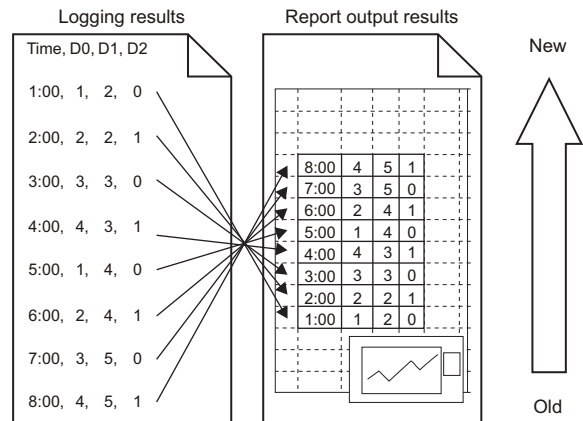 Logging results
Time, D0, D1, D2
1:00, 1, 2, 0
2:00, 2, 2, 1
3:00, 3, 3, 0
4:00, 4, 3, 1
5:00, 1, 4, 0
6:00, 2, 4, 1
7:00, 3, 5, 0
8:00, 4, 5, 1
Report output results
8:00 4 5 1
7:00 3 5 0
6:00 2 4 1
5:00 1 4 0
4:00 4 3 1
3:00 3 3 0
2:00 2 2 1
1:00 1 2 0
New
Old